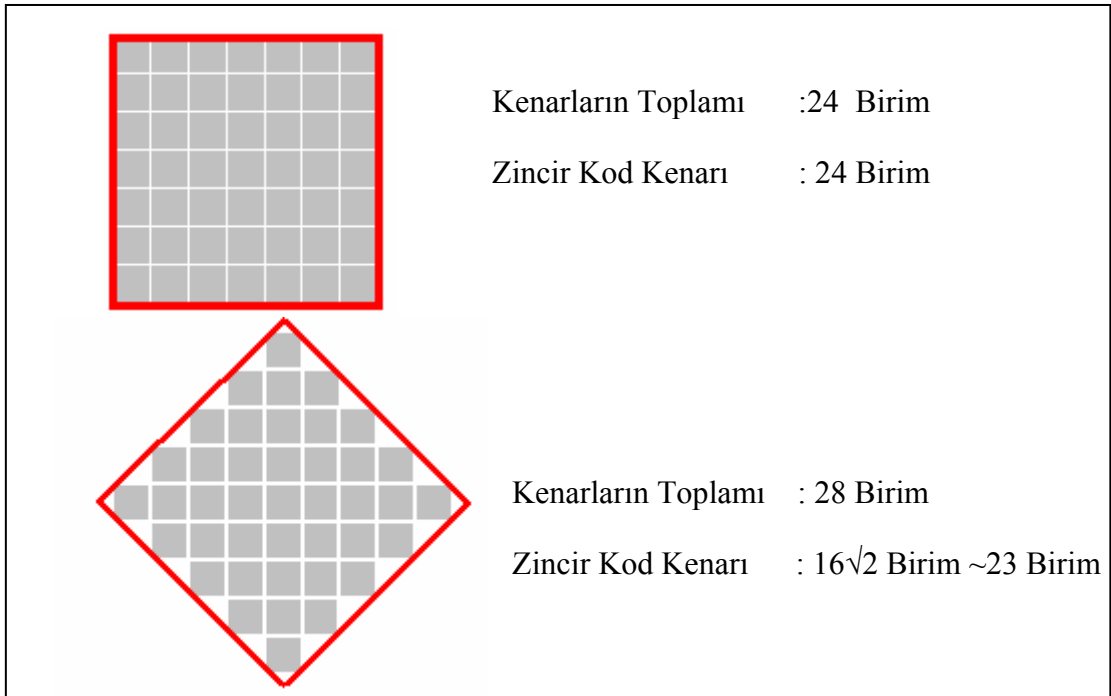 Kenarların Toplamı :24 Birim
Zincir Kod Kenarı : 24 Birim
Kenarların Toplamı : 28 Birim
Zincir Kod Kenarı : 16√2 Birim ~23 Birim